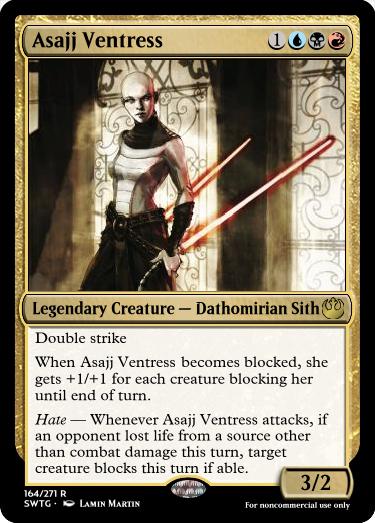 Asajj Ventress 1
Legendary Creature — Dathomirian Sith
Double strike
When Asajj Ventress becomes blocked, she
gets +1/+1 for each creature blocking her
until end of turn.
Hate — Whenever Asajj Ventress attacks, if
an opponent lost life from a source other
than combat damage this turn, target
creature blocks this turn if able.
3/2
164/271 R
SWTG • Lamin Martin
For noncommercial use only